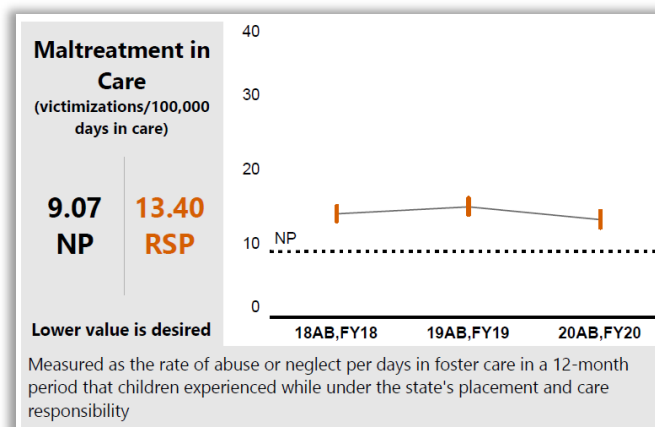 Maltreatment in
Care
(victimizations/100,000
days in care)
9.07
NP
13.40
RSP
Lower value is desired
40
30
20
10
0
NP
18AB,FY18
19AB,FY19
20AB,FY20
Measured as the rate of abuse or neglect per days in foster care in a 12-month
period that children experienced while under the state's placement and care
responsibility